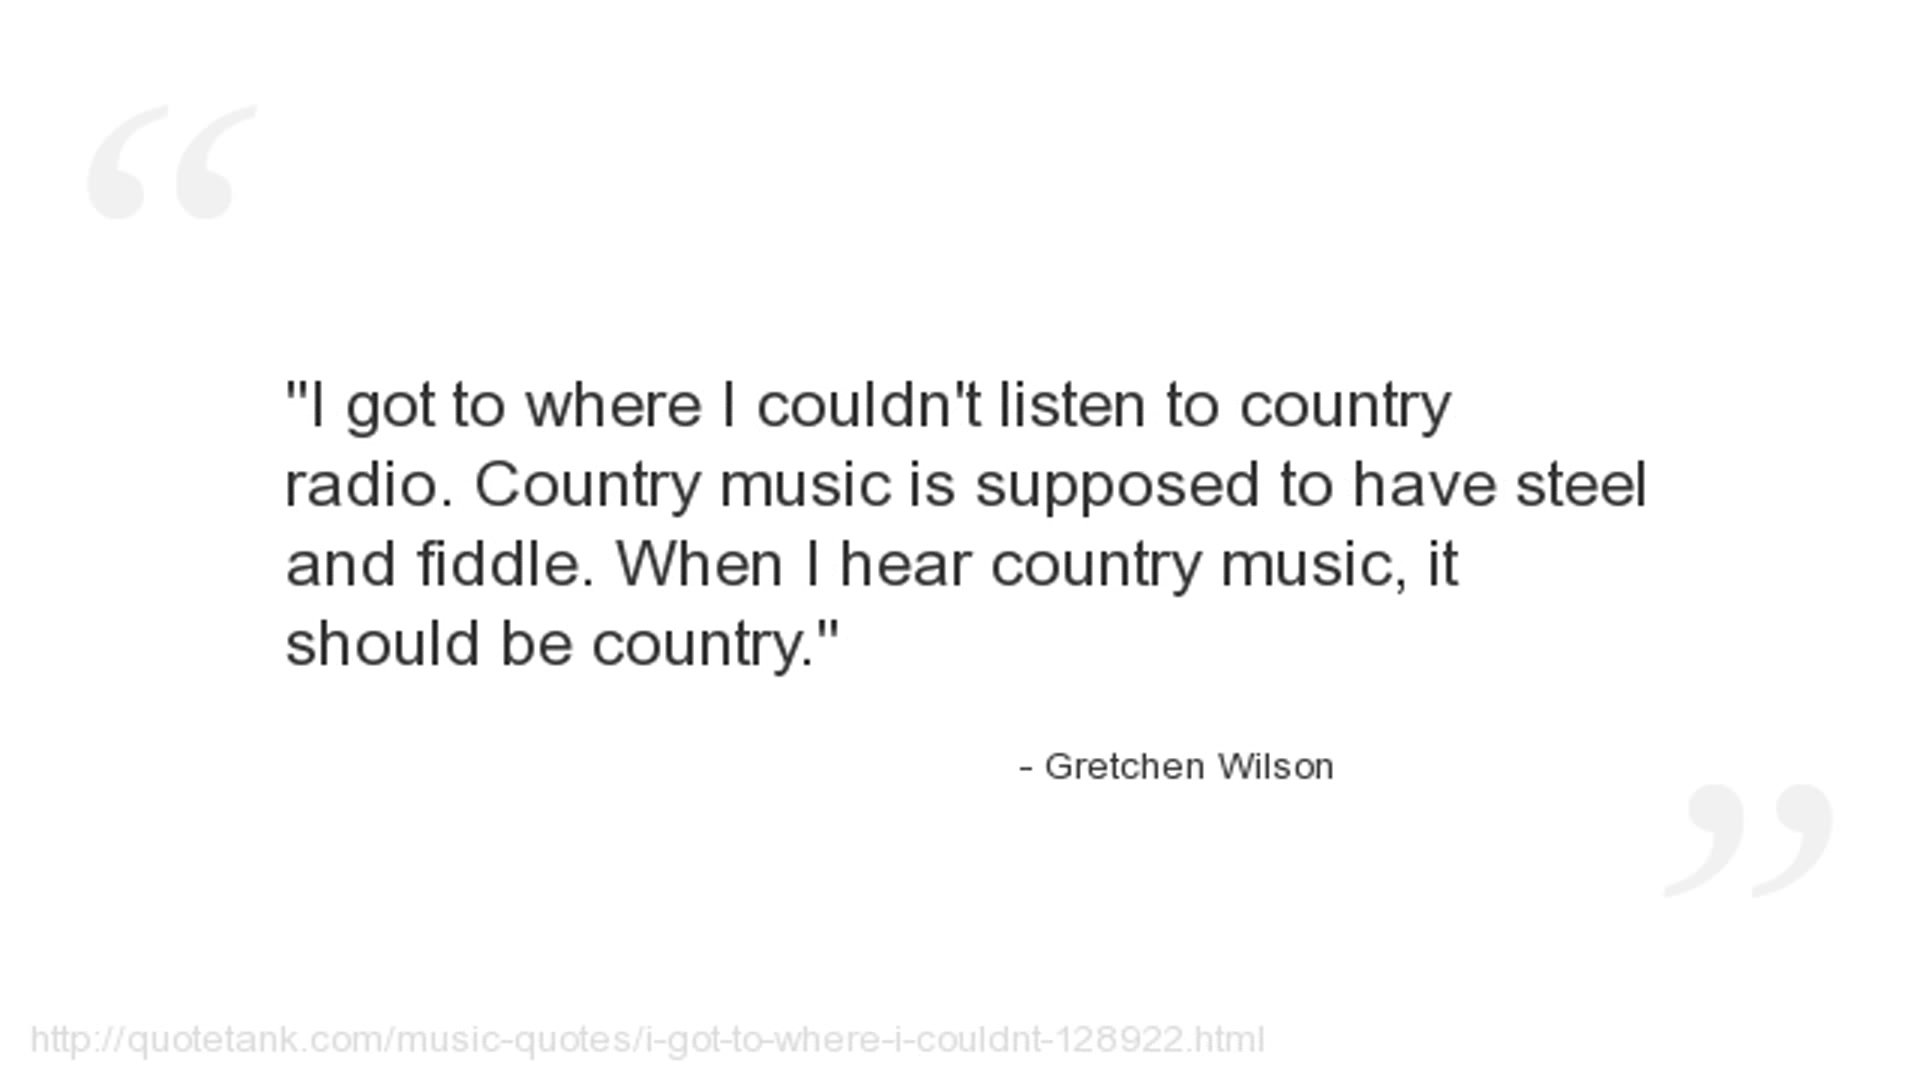 "I got to where I couldn't listen to country
radio. Country music is supposed to have steel
and fiddle. When I hear country music, it
should be country."
- Gretchen Wilson
http://quotetank.com/music-quotes/i-got-to-where-i-couldnt-128922.html